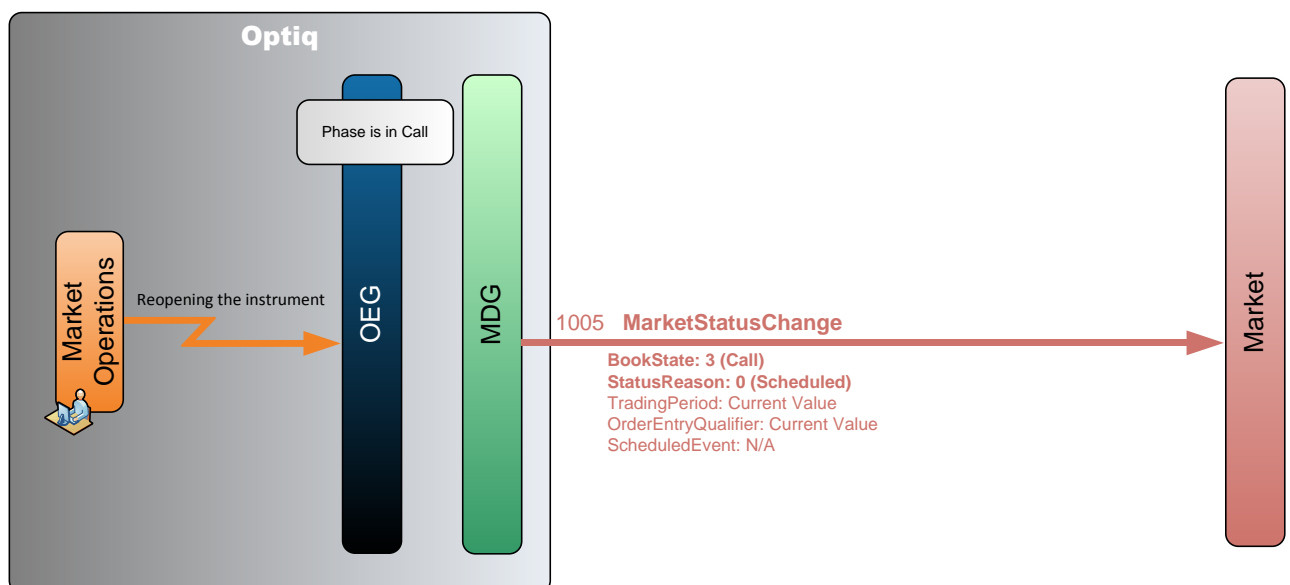 Optiq
Phase is in Call
Market
Operations
Reopening the instrument
OEG
MDG
1005 MarketStatusChange
BookState: 3 (Call)
StatusReason: 0 (Scheduled)
TradingPeriod: Current Value
OrderEntryQualifier: Current Value
ScheduledEvent: N/A
Market